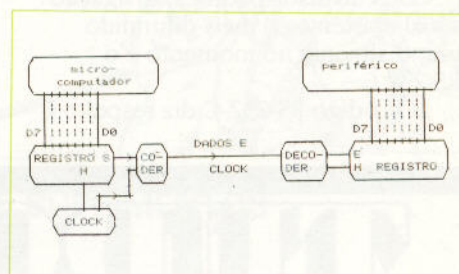 micro-
computador
periférico
D7 D0
D7 D0
REGISTRO S
H
CO-
DER
DADOS E
CLOCK
DECO-
DER
E
H REGISTRO
CLOCK